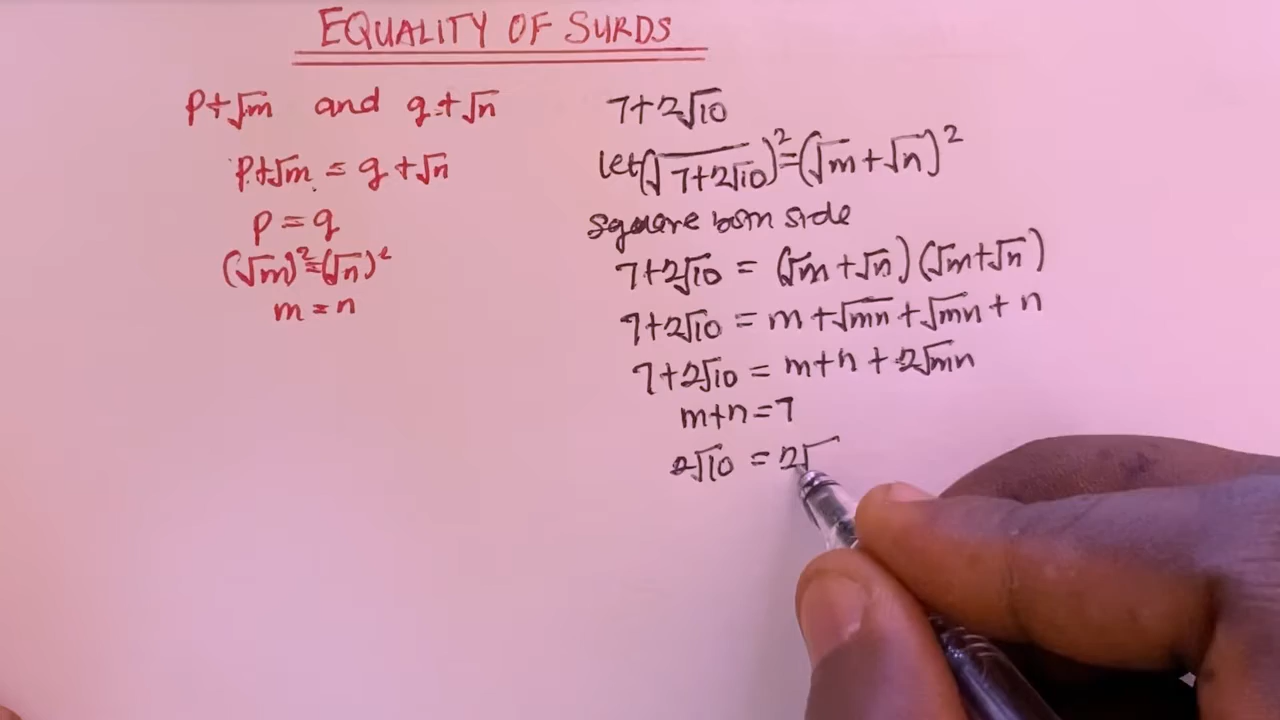 EQUALITY OF SURDS
P+√m and q+√n
P+√m = q+√n
P = q
(√m)²=(√n)²
m = n
7+2√10
let(√7+2√10)²=(√m+√n)²
square both side
7+2√10 = (√m+√n)(√m+√n)
7+2√10 = m+√mn+√mn+n
7+2√10 = m+n+2√mn
m+n=7
2√10 = 2√